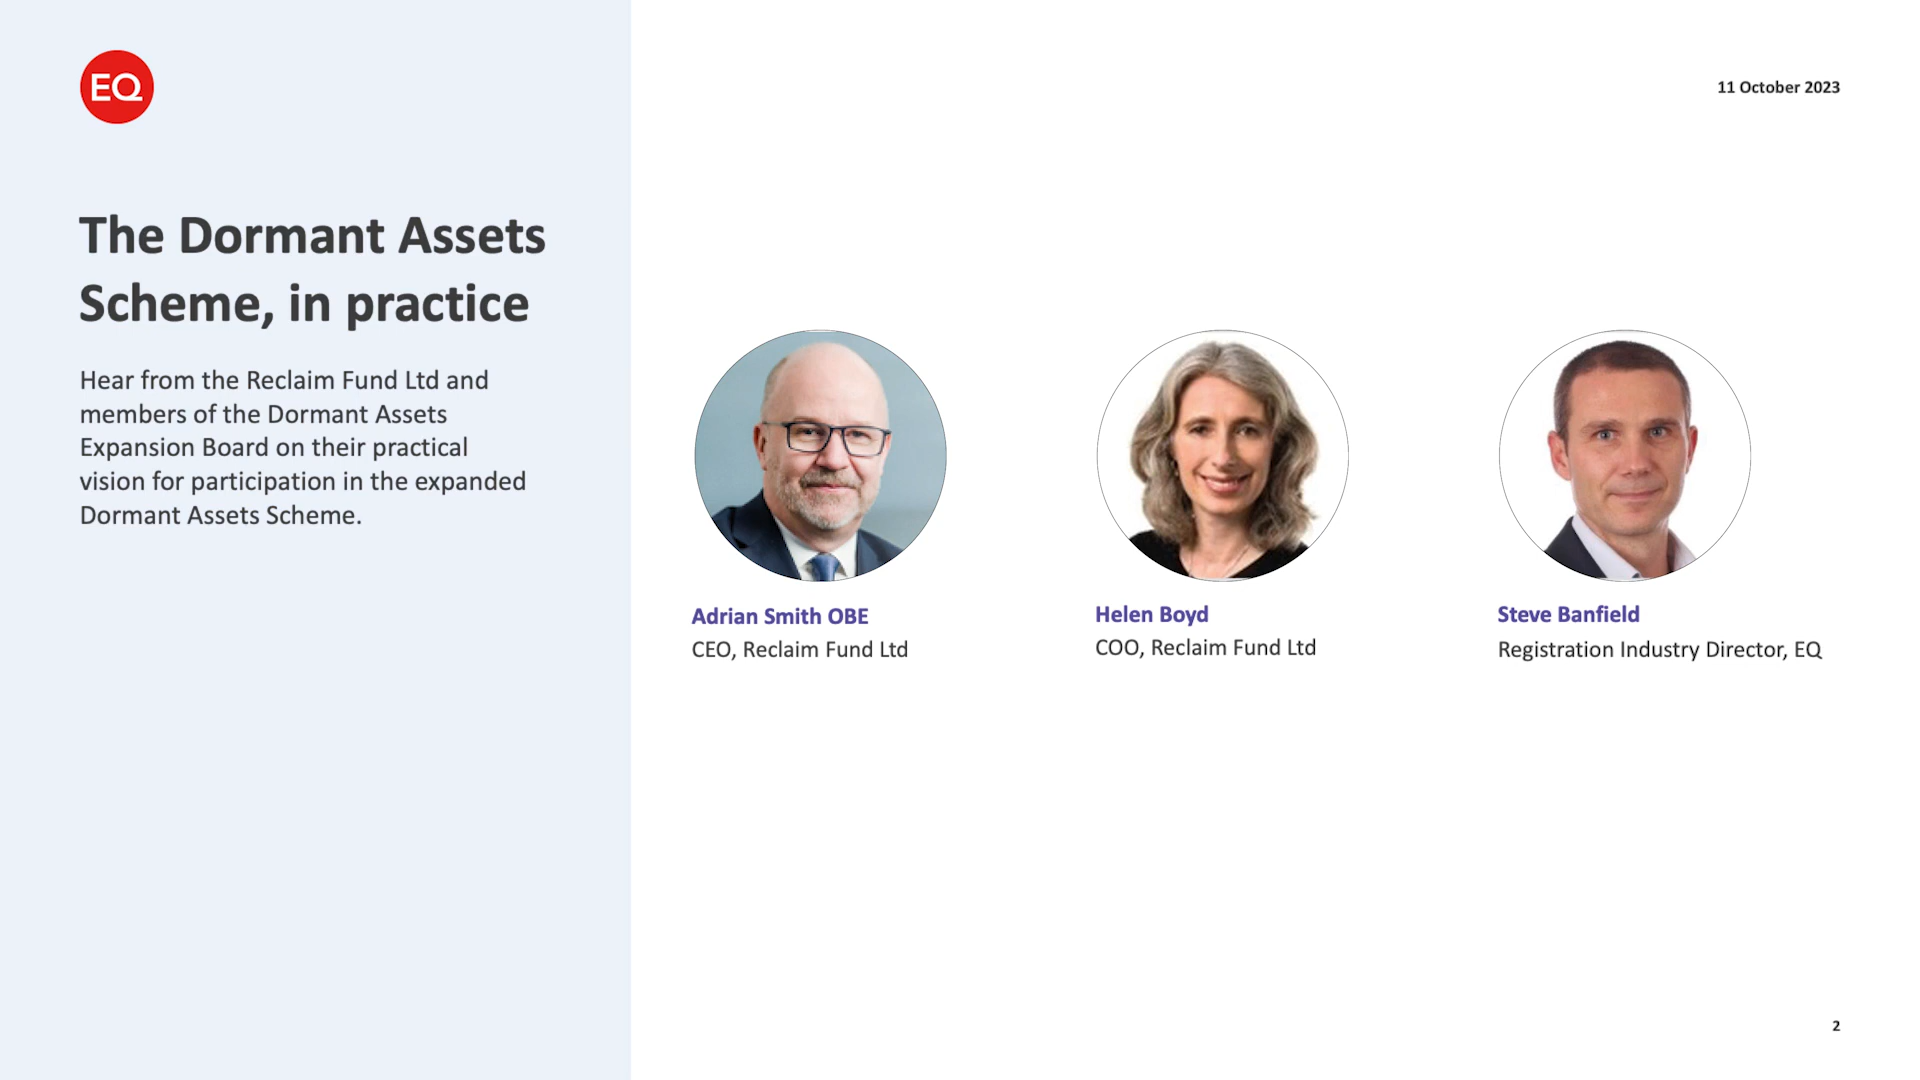 EQ
11 October 2023
The Dormant Assets
Scheme, in practice
Hear from the Reclaim Fund Ltd and
members of the Dormant Assets
Expansion Board on their practical
vision for participation in the expanded
Dormant Assets Scheme.
Adrian Smith OBE
CEO, Reclaim Fund Ltd
Helen Boyd
COO, Reclaim Fund Ltd
Steve Banfield
Registration Industry Director, EQ
2